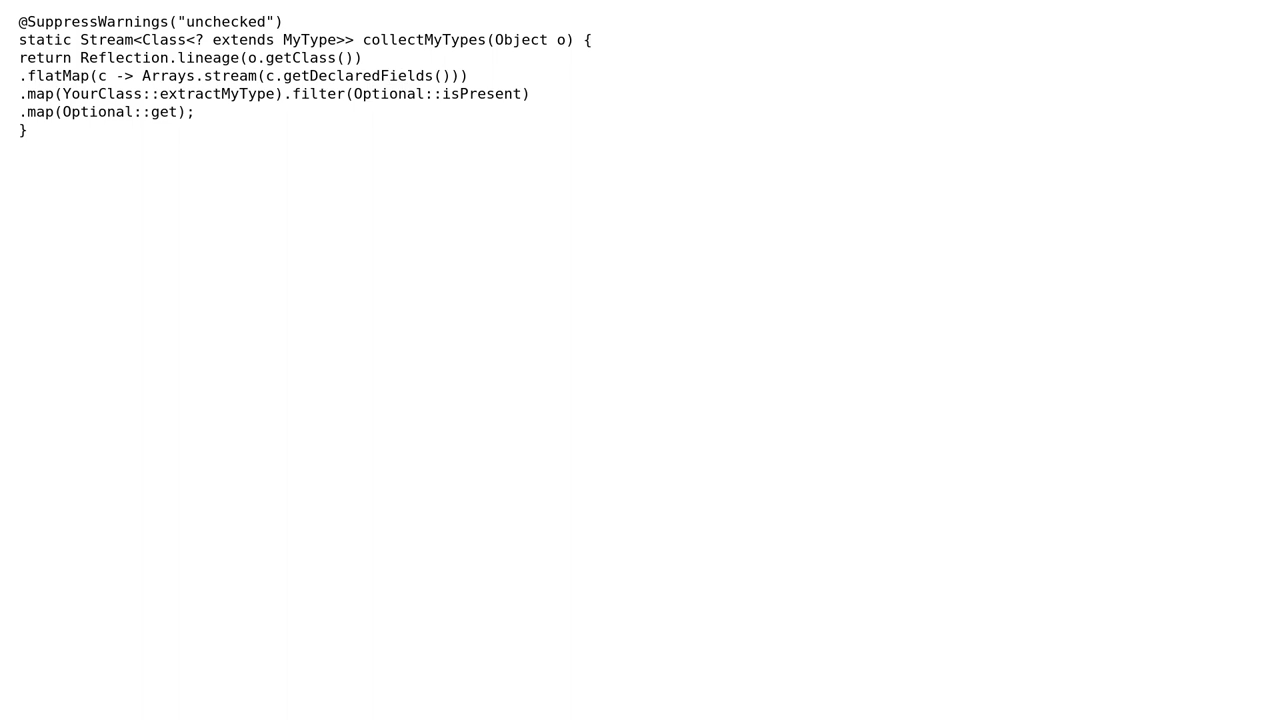 @SuppressWarnings("unchecked")
static Stream<Class<? extends MyType>> collectMyTypes(Object o) {
return Reflection.lineage(o.getClass())
.flatMap(c -> Arrays.stream(c.getDeclaredFields()))
.map(YourClass::extractMyType).filter(Optional::isPresent)
.map(Optional::get);
}